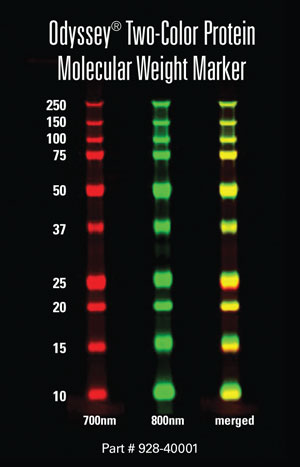 Odyssey® Two-Color Protein
Molecular Weight Marker
250
150
100
75
50
37
25
20
15
10
700nm 800nm merged
Part # 928-40001